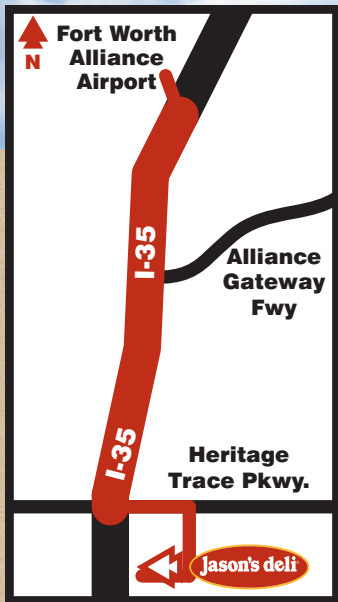 Fort Worth
Alliance
Airport
N
I-35
Alliance
Gateway
Fwy
I-35
Heritage
Trace Pkwy.
Jason's deli